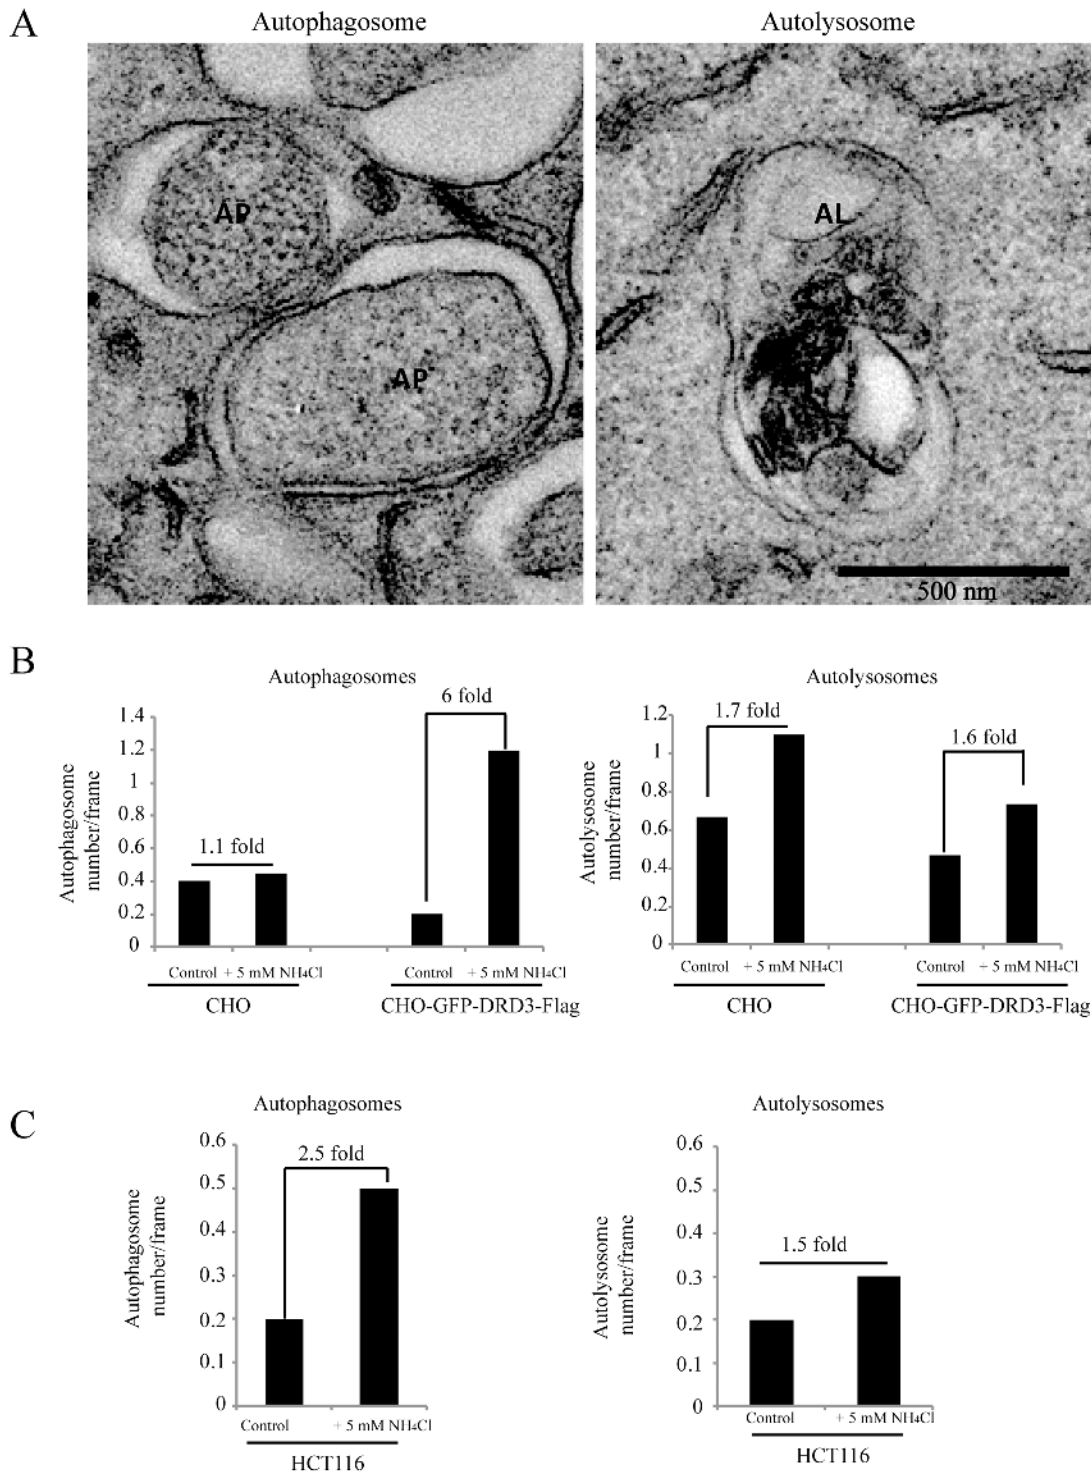 A
Autophagosome
Autolysosome
AP
AP
AL
500 nm
B
Autophagosomes
Autophagosome
number/frame
1.4
1.2
1
0.8
0.6
0.4
0.2
0
1.1 fold
6 fold
Control + 5 mM NH₄Cl
Control + 5 mM NH₄Cl
CHO
CHO-GFP-DRD3-Flag
Autolysosomes
Autolysosome
number/frame
1.2
1
0.8
0.6
0.4
0.2
0
1.7 fold
1.6 fold
Control + 5 mM NH₄Cl
Control + 5 mM NH₄Cl
CHO
CHO-GFP-DRD3-Flag
C
Autophagosomes
Autophagosome
number/frame
0.6
0.5
0.4
0.3
0.2
0.1
0
2.5 fold
Control + 5 mM NH₄Cl
HCT116
Autolysosomes
Autolysosome
number/frame
0.6
0.5
0.4
0.3
0.2
0.1
0
1.5 fold
Control + 5 mM NH₄Cl
HCT116